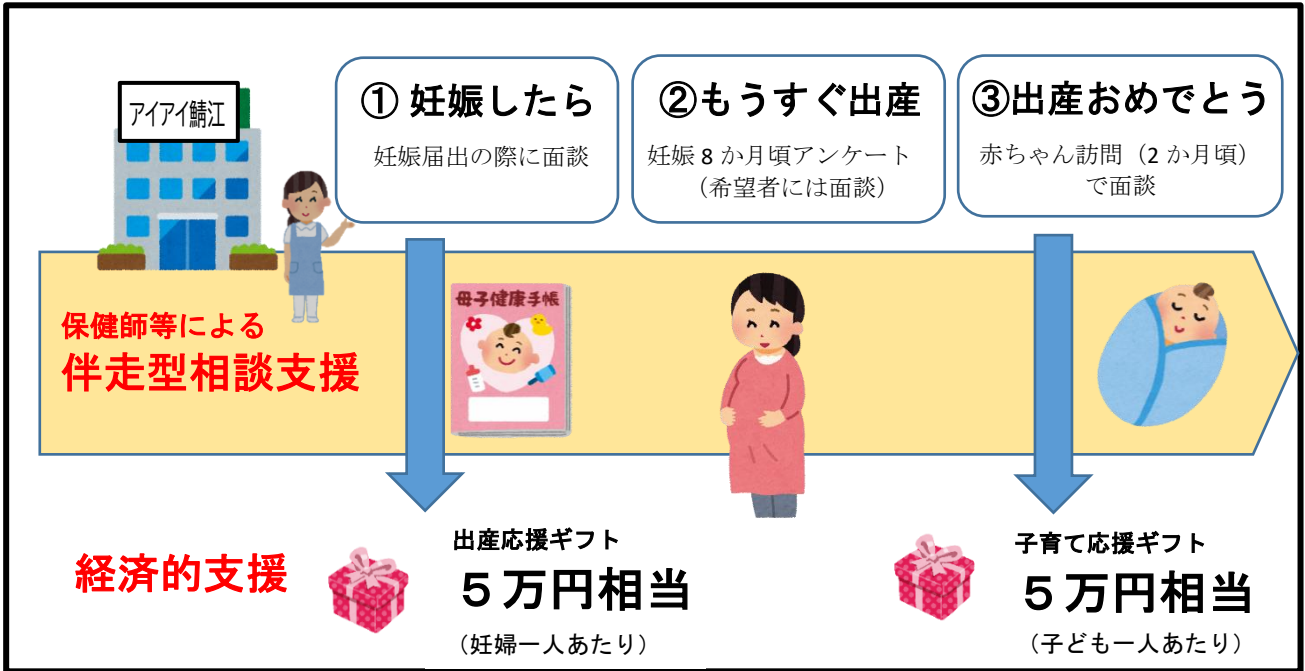 アイアイ鯖江
① 妊娠したら
妊娠届出の際に面談
②もうすぐ出産
妊娠 8 か月頃アンケート
（希望者には面談）
③出産おめでとう
赤ちゃん訪問（2 か月頃）
で面談
保健師等による
伴走型相談支援
母子健康手帳
経済的支援
出産応援ギフト
５万円相当
（妊婦一人あたり）
子育て応援ギフト
５万円相当
（子ども一人あたり）